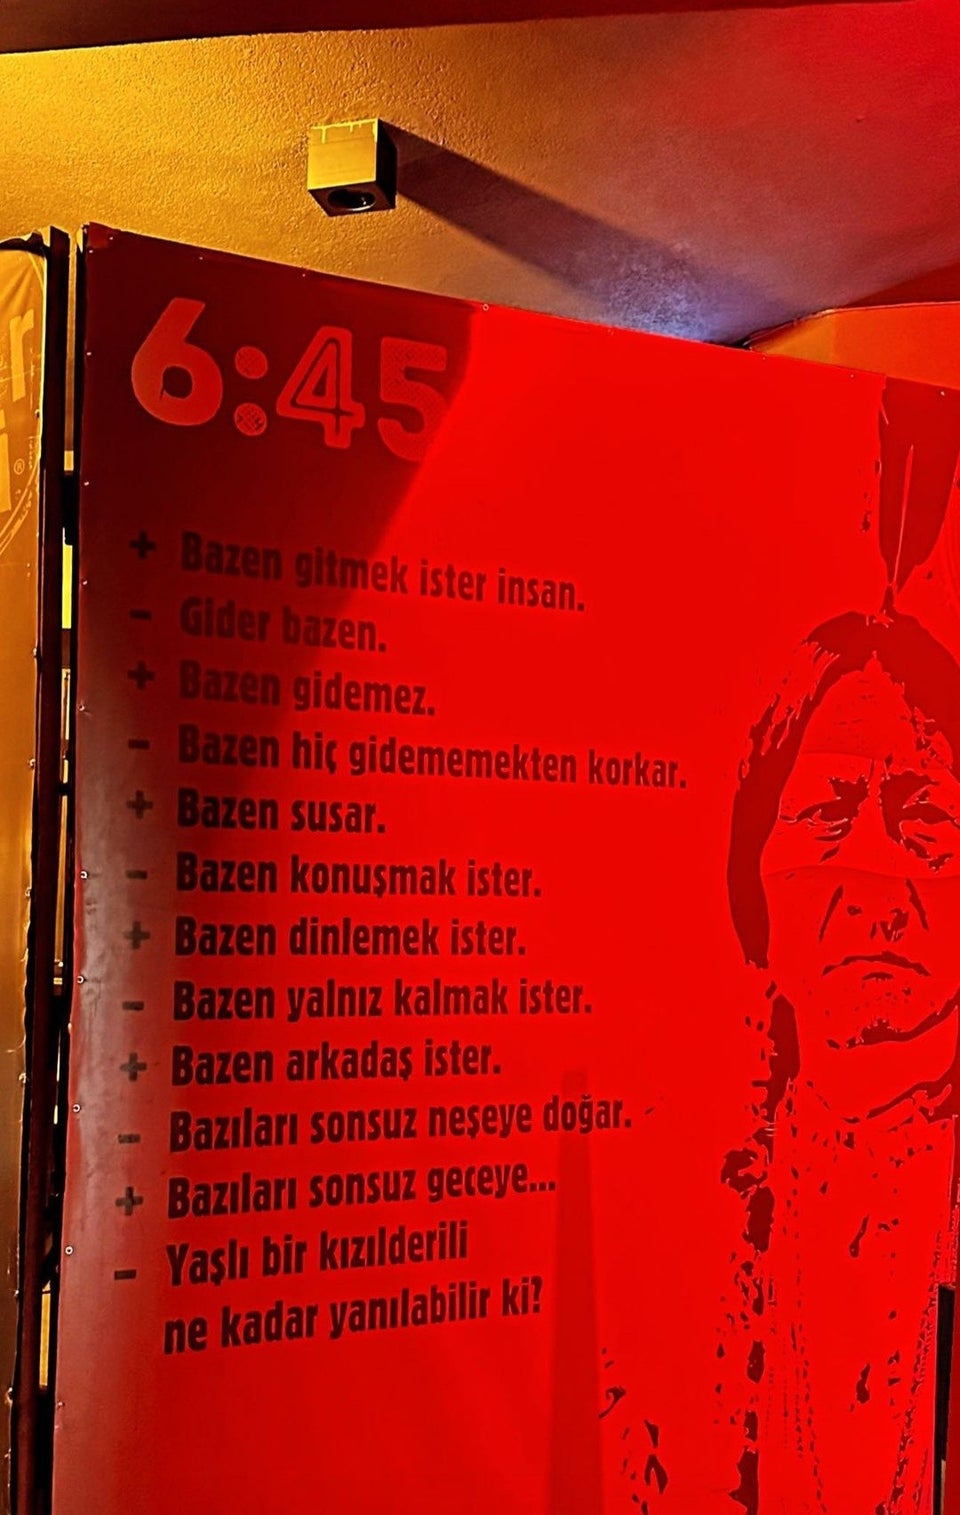 6:45
+ Bazen gitmek ister insan.
- Gider bazen.
+ Bazen gidemez.
- Bazen hiç gidememekten korkar.
+ Bazen susar.
- Bazen konuşmak ister.
+ Bazen dinlemek ister.
- Bazen yalnız kalmak ister.
+ Bazen arkadaş ister.
- Bazıları sonsuz neşeye doğar.
+ Bazıları sonsuz geceye...
- Yaşlı bir kızılderili
ne kadar yanılabilir ki?